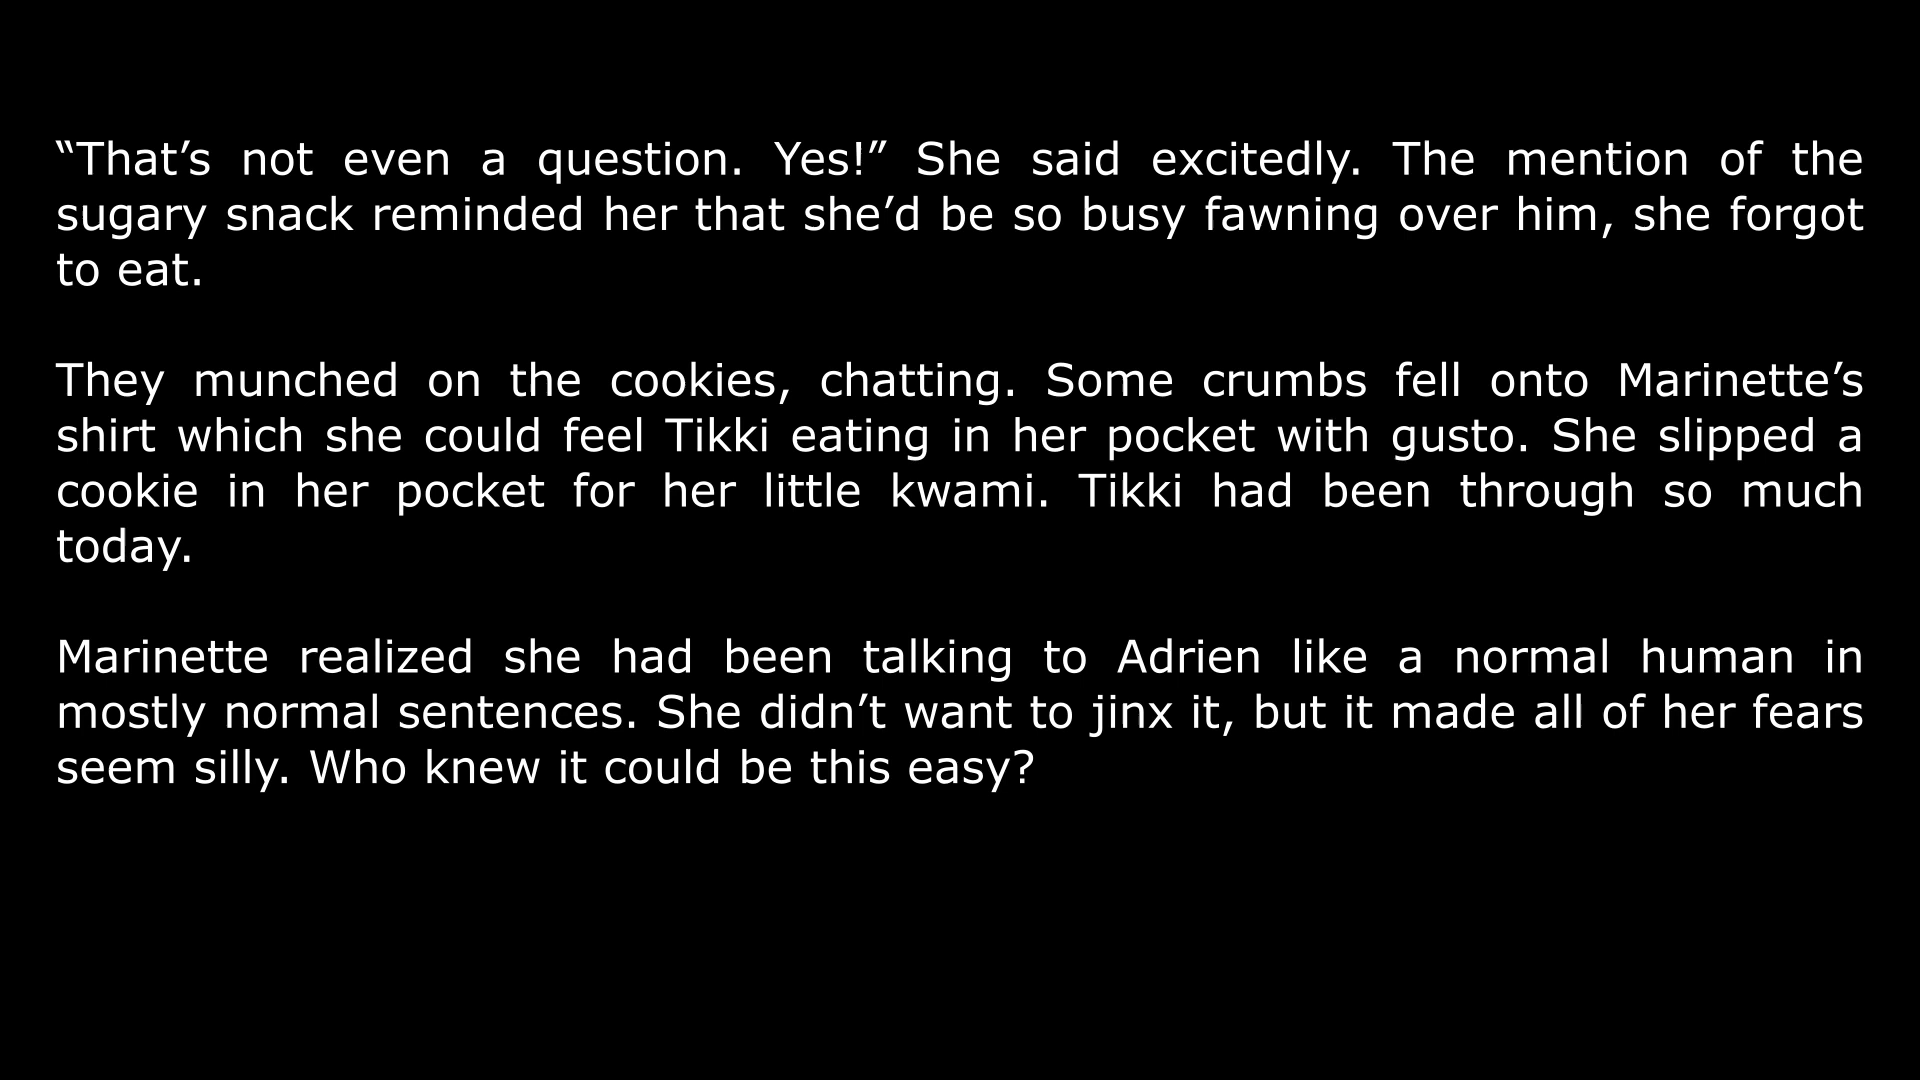 “That’s not even a question. Yes!” She said excitedly. The mention of the
sugary snack reminded her that she’d be so busy fawning over him, she forgot
to eat.
They munched on the cookies, chatting. Some crumbs fell onto Marinette’s
shirt which she could feel Tikki eating in her pocket with gusto. She slipped a
cookie in her pocket for her little kwami. Tikki had been through so much
today.
Marinette realized she had been talking to Adrien like a normal human in
mostly normal sentences. She didn’t want to jinx it, but it made all of her fears
seem silly. Who knew it could be this easy?